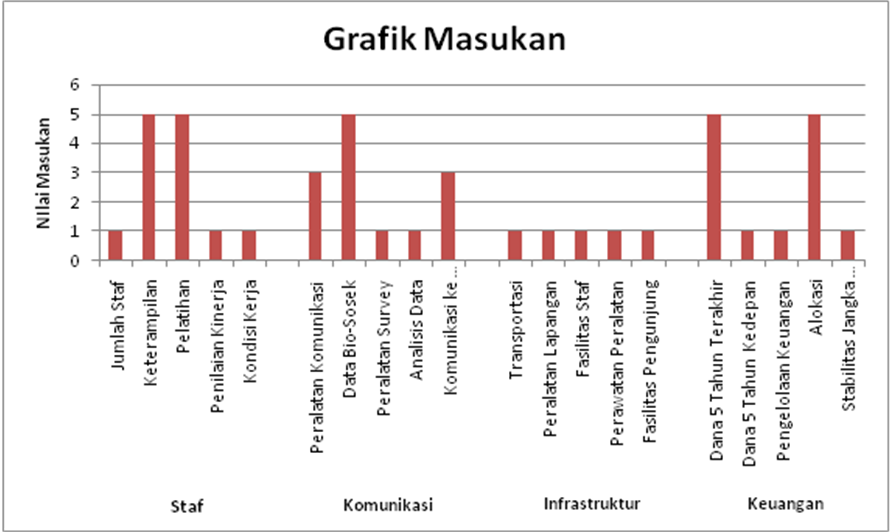 Grafik Masukan
NIlai Masukan
6
5
4
3
2
1
0
Jumlah Staf
Keterampilan
Pelatihan
Penilaian Kinerja
Kondisi Kerja
Peralatan Komunikasi
Data Bio-Sosek
Peralatan Survey
Analisis Data
Komunikasi ke ...
Transportasi
Peralatan Lapangan
Fasilitas Staf
Perawatan Peralatan
Fasilitas Pengunjung
Dana 5 Tahun Terakhir
Dana 5 Tahun Kedepan
Pengelolaan Keuangan
Alokasi
Stabilitas Jangka ...
Staf
Komunikasi
Infrastruktur
Keuangan